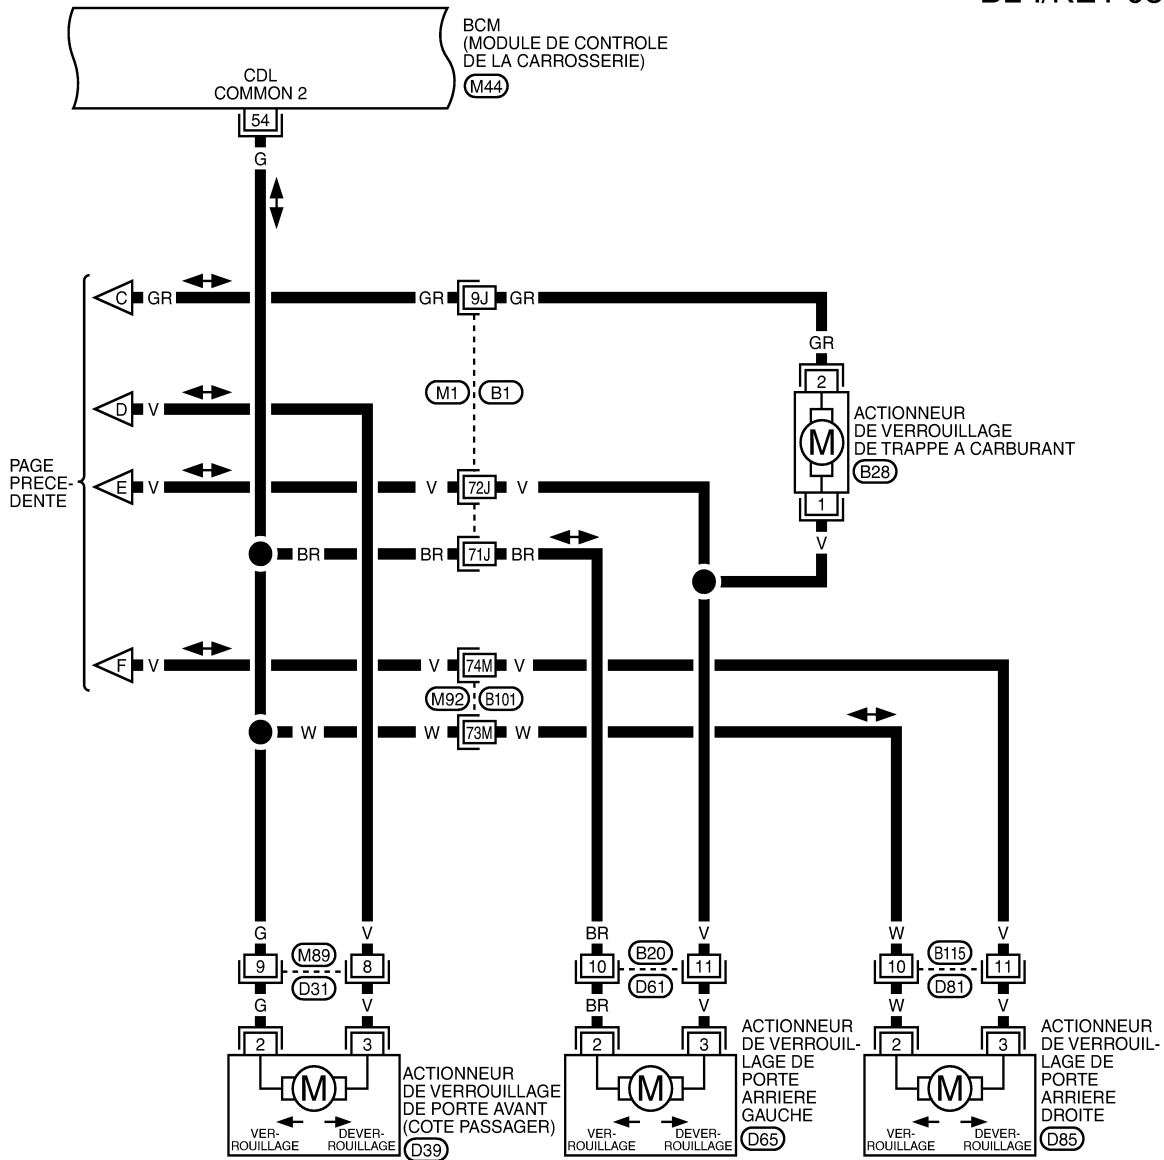 BCM
(MODULE DE CONTROLE
DE LA CARROSSERIE)
M44
CDL
COMMON 2
54
G
C GR GR 9J GR
GR
2
M1 B1
D V
M
ACTIONNEUR
DE VERROUILLAGE
DE TRAPPE A CARBURANT
B28
PAGE
PRECE-
DENTE
E V V 72J V
1
V
BR BR 71J BR
F V V 74M V
M92 B101
W W 73M W
G V BR V W V
9 M89 8 10 B20 11 10 B115 11
D31 D61 D81
G V BR V W V
2 3 2 3 2 3
M M M
ACTIONNEUR
DE VERROUILLAGE
DE PORTE AVANT
(COTE PASSAGER)
D39
ACTIONNEUR
DE VERROUIL-
LAGE DE
PORTE
ARRIERE
GAUCHE
D65
ACTIONNEUR
DE VERROUIL-
LAGE DE
PORTE
ARRIERE
DROITE
D85
VER-
ROUILLAGE
DEVER-
ROUILLAGE
VER-
ROUILLAGE
DEVER-
ROUILLAGE
VER-
ROUILLAGE
DEVER-
ROUILLAGE